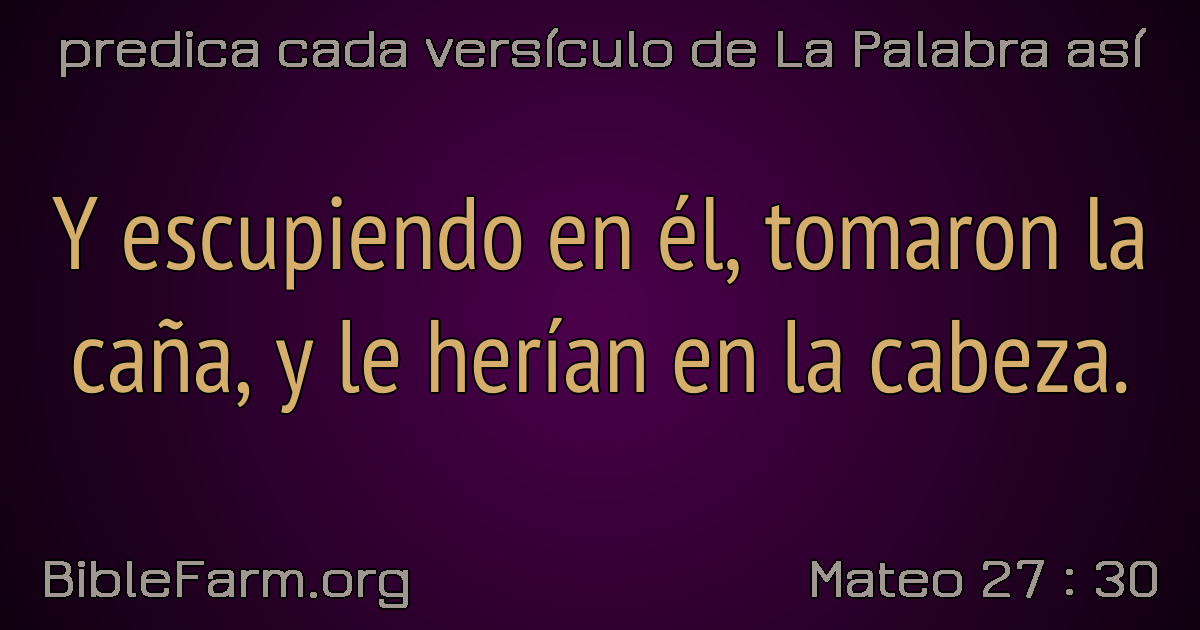 predica cada versículo de La Palabra así
Y escupiendo en él, tomaron la
caña, y le herían en la cabeza.
BibleFarm.org
Mateo 27 : 30